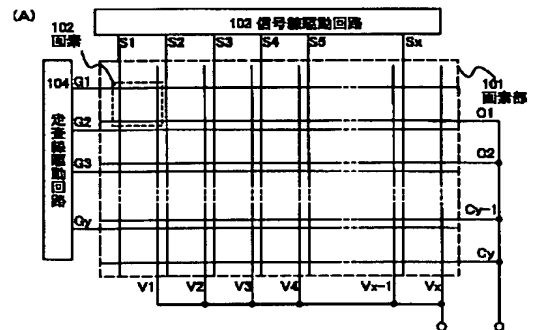 (A)
103 信号線駆動回路
102
画素
S1 S2 S3 S4 S5 Sx
104
走査線駆動回路
G1
G2
G3
Gy
101
画素部
C1
C2
Cy-1
Cy
V1 V2 V3 V4 Vx-1 Vx